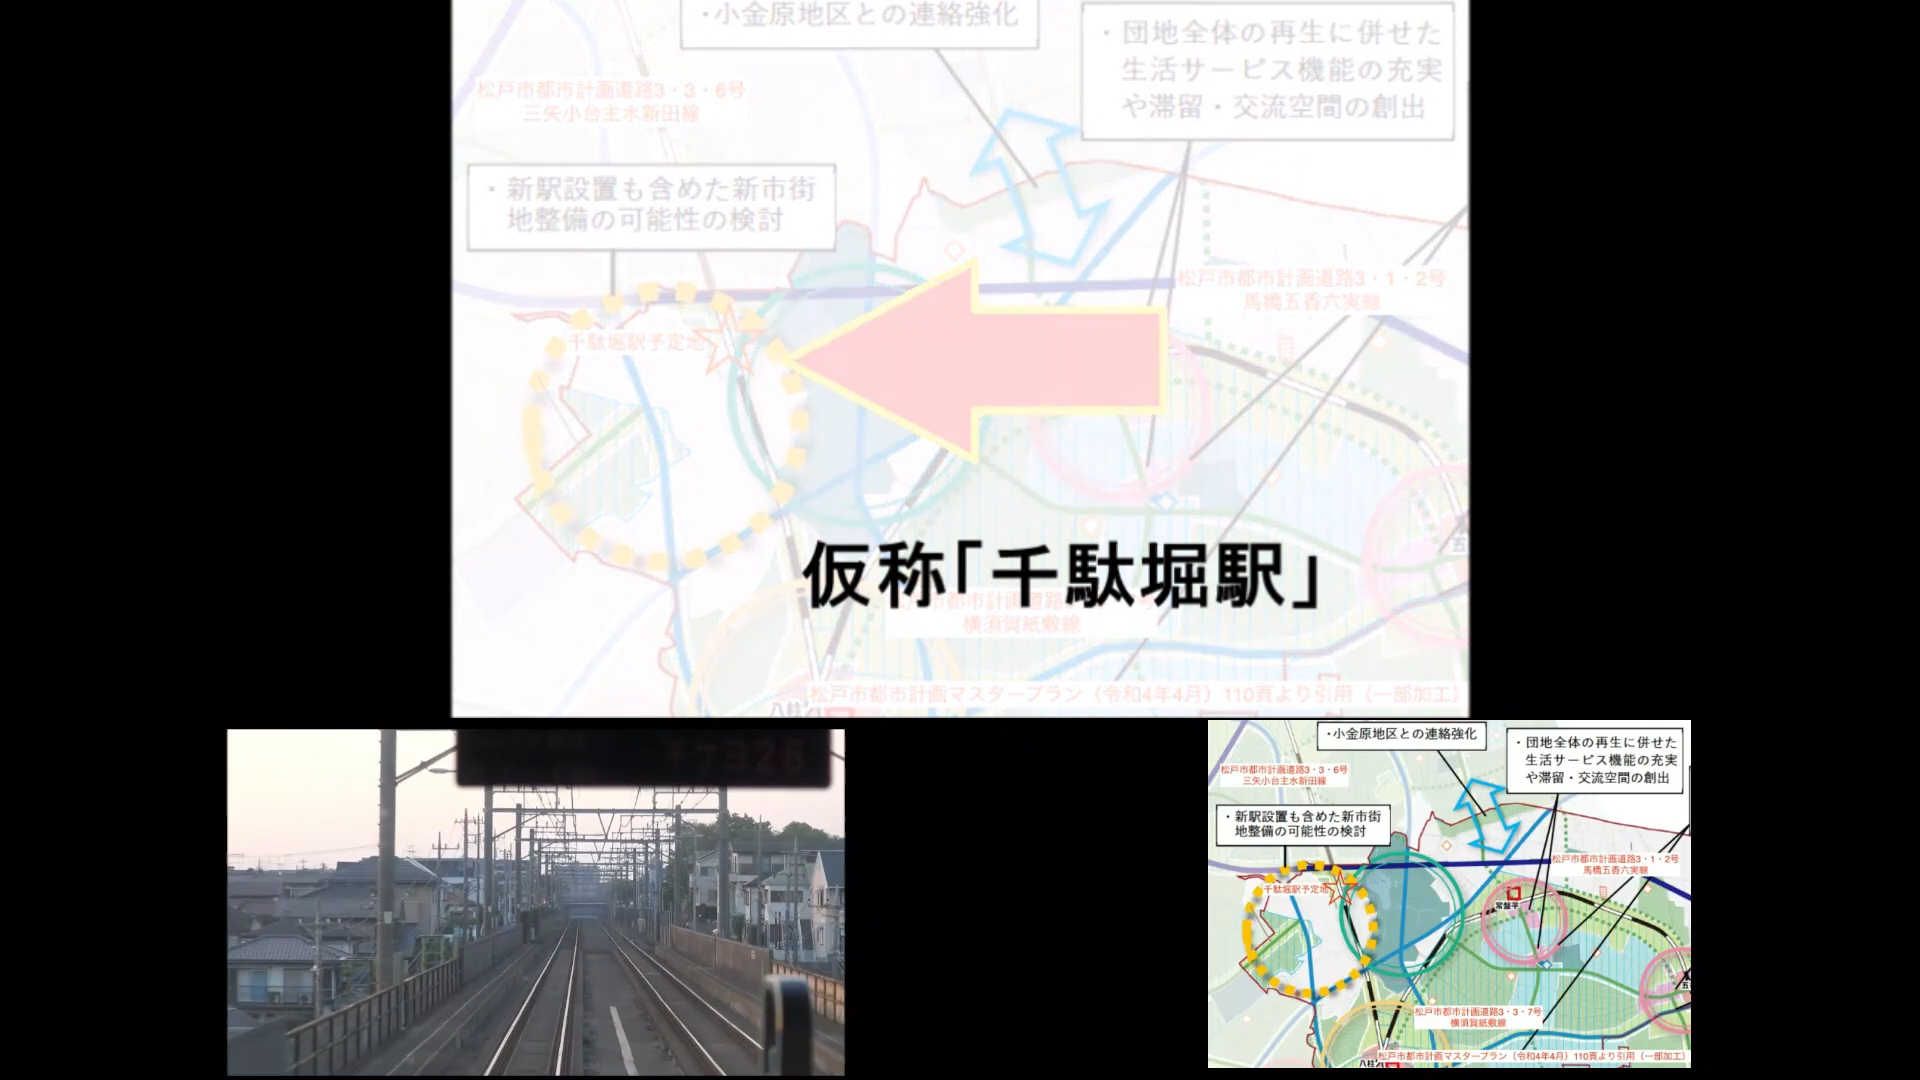 ・小金原地区との連絡強化
・団地全体の再生に併せた
生活サービス機能の充実
や滞留・交流空間の創出
松戸市都市計画道路3・3・6号
三矢小台主水新田線
・新駅設置も含めた新市街
地整備の可能性の検討
松戸市都市計画道路3・1・2号
馬橋五香六実線
千駄堀駅予定地
仮称「千駄堀駅」
横須賀紙敷線
松戸市都市計画マスタープラン（令和4年4月）110頁より引用（一部加工）
八柱
五
28
・小金原地区との連絡強化
・団地全体の再生に併せた
生活サービス機能の充実
や滞留・交流空間の創出
松戸市都市計画道路3・3・6号
三矢小台主水新田線
・新駅設置も含めた新市街
地整備の可能性の検討
松戸市都市計画道路3・1・2号
馬橋五香六実線
千駄堀駅予定地
常盤平
五
松戸市都市計画道路3・3・7号
横須賀紙敷線
松戸市都市計画マスタープラン（令和4年4月）110頁より引用（一部加工）
八柱